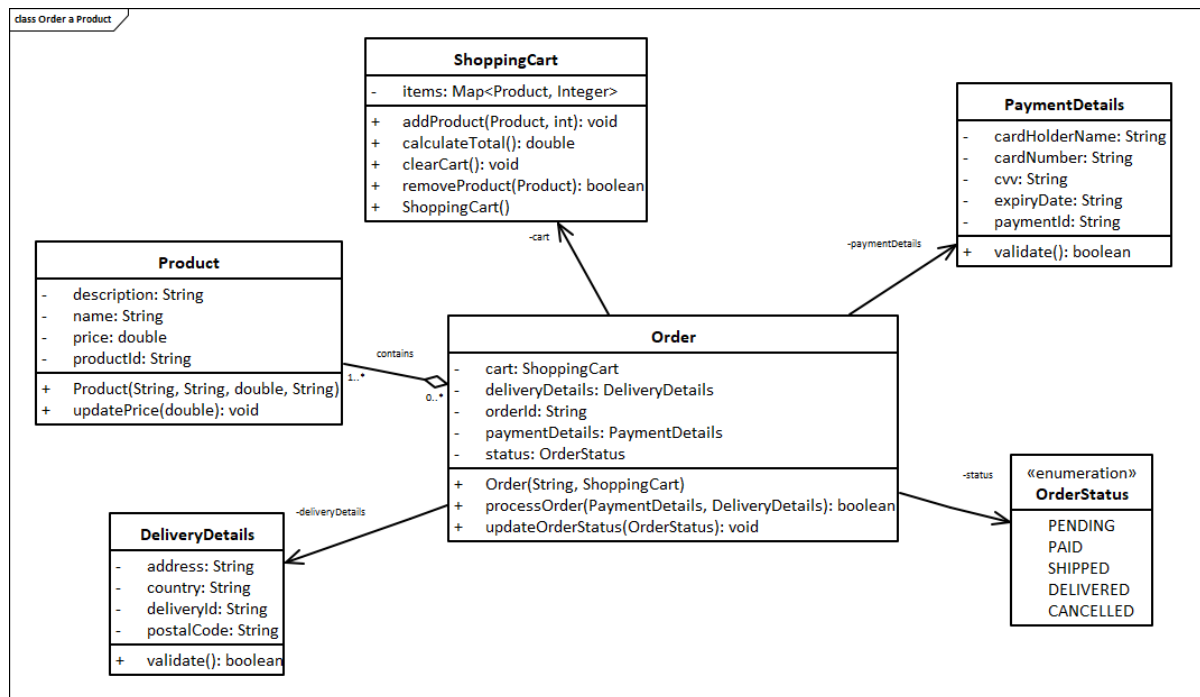 class Order a Product
ShoppingCart
- items: Map<Product, Integer>
+ addProduct(Product, int): void
+ calculateTotal(): double
+ clearCart(): void
+ removeProduct(Product): boolean
+ ShoppingCart()
PaymentDetails
- cardHolderName: String
- cardNumber: String
- cvv: String
- expiryDate: String
- paymentId: String
+ validate(): boolean
-cart
-paymentDetails
Product
- description: String
- name: String
- price: double
- productId: String
+ Product(String, String, double, String)
+ updatePrice(double): void
contains
1..*
0..*
Order
- cart: ShoppingCart
- deliveryDetails: DeliveryDetails
- orderId: String
- paymentDetails: PaymentDetails
- status: OrderStatus
+ Order(String, ShoppingCart)
+ processOrder(PaymentDetails, DeliveryDetails): boolean
+ updateOrderStatus(OrderStatus): void
-status
«enumeration»
OrderStatus
PENDING
PAID
SHIPPED
DELIVERED
CANCELLED
-deliveryDetails
DeliveryDetails
- address: String
- country: String
- deliveryId: String
- postalCode: String
+ validate(): boolean